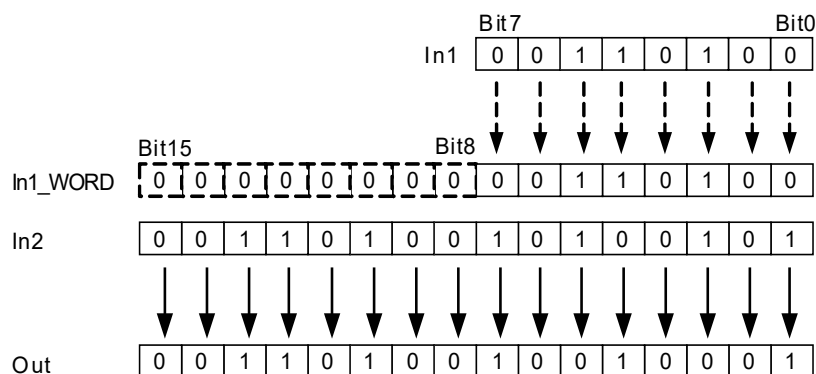 Bit7 Bit0
In1 0 0 1 1 0 1 0 0
Bit15 Bit8
In1_WORD 0 0 0 0 0 0 0 0 0 0 1 1 0 1 0 0
In2 0 0 1 1 0 1 0 0 1 0 1 0 0 1 0 1
Out 0 0 1 1 0 1 0 0 1 0 0 1 0 0 0 1